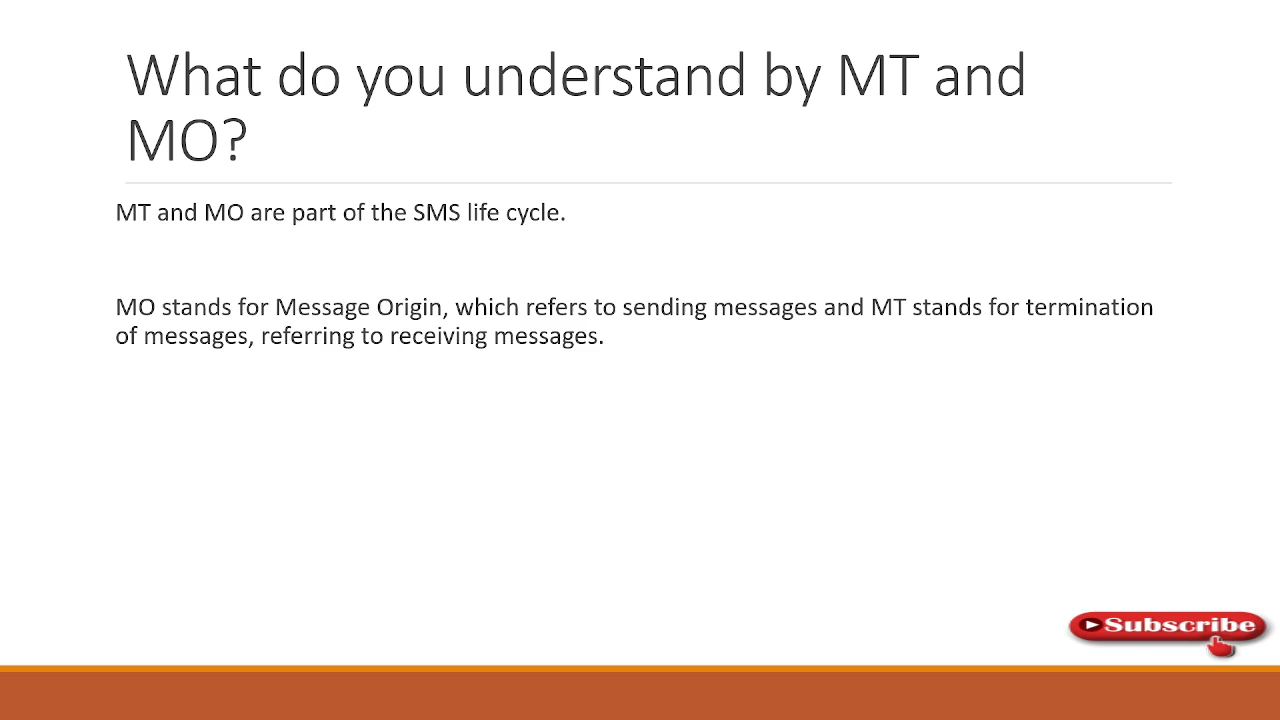 What do you understand by MT and
MO?
MT and MO are part of the SMS life cycle.
MO stands for Message Origin, which refers to sending messages and MT stands for termination
of messages, referring to receiving messages.
Subscribe